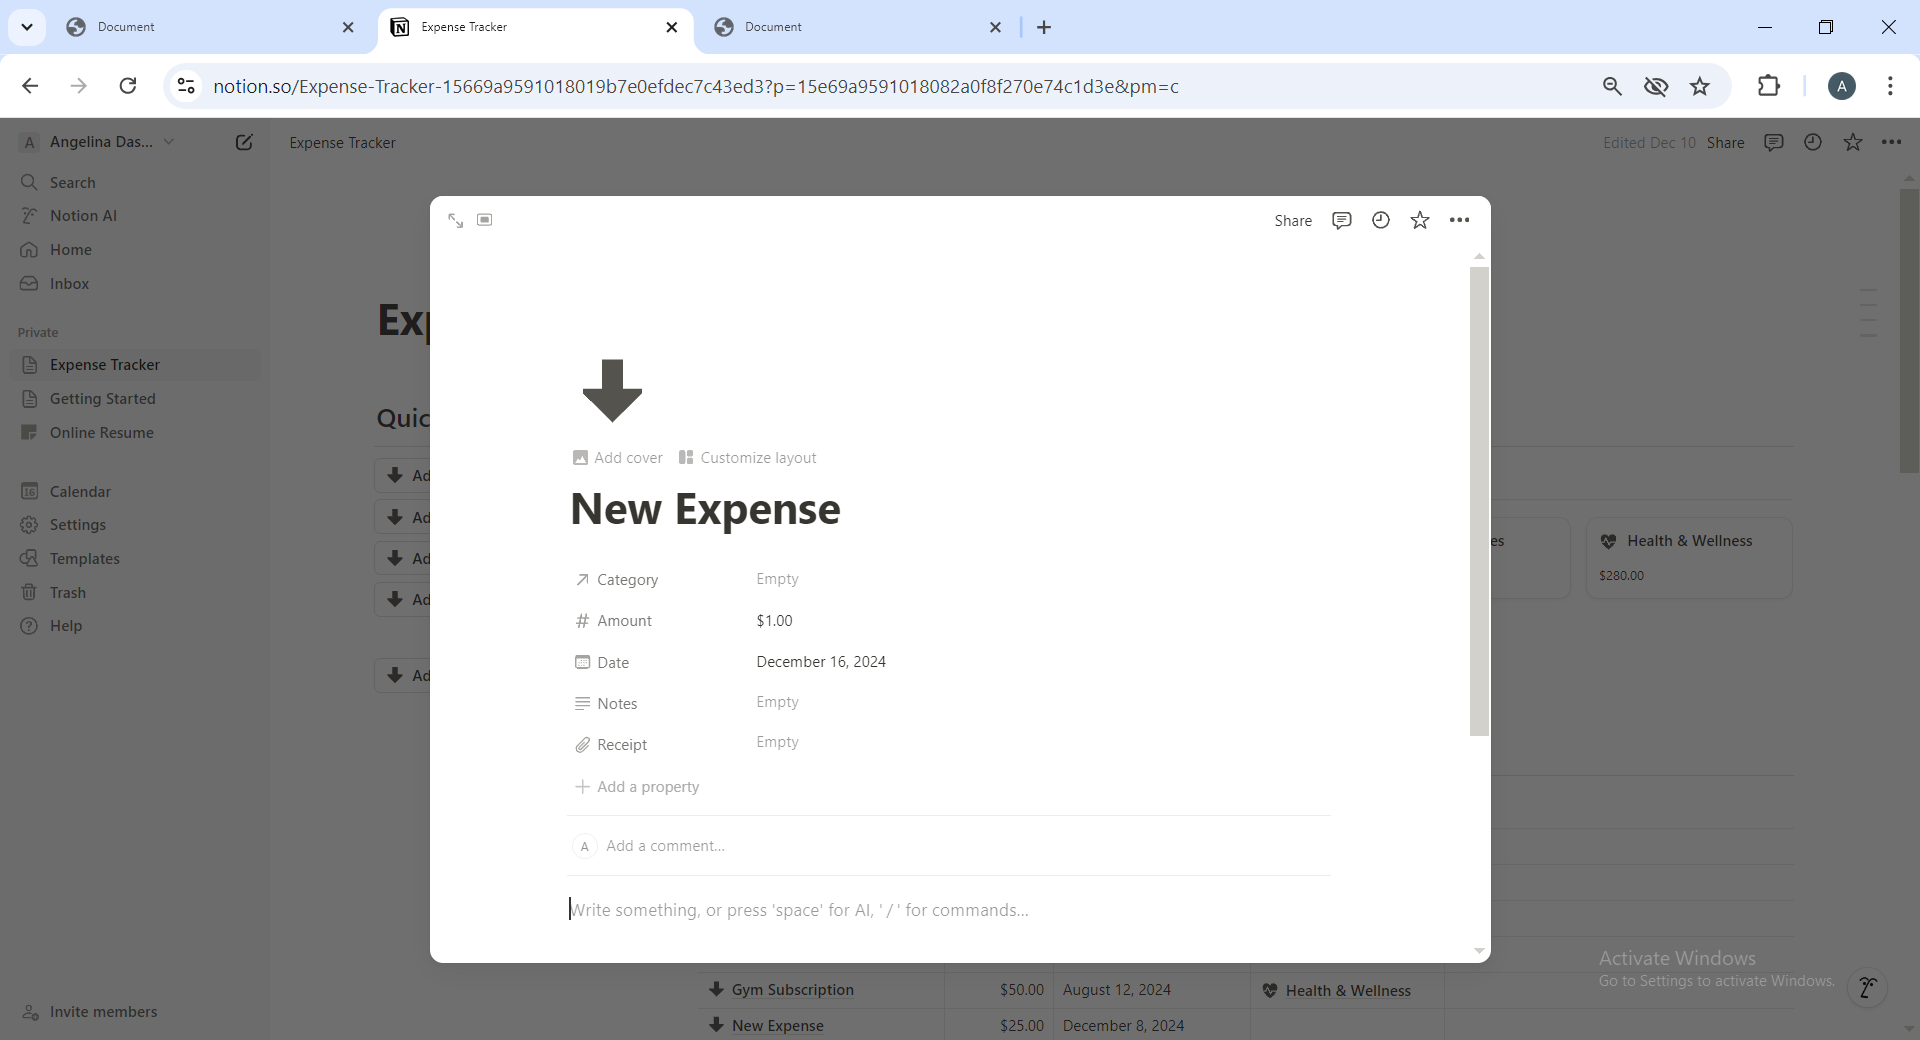 Document
Expense Tracker
Document
notion.so/Expense-Tracker-15669a9591018019b7e0efdec7c43ed3?p=15e69a9591018082a0f8f270e74c1d3e&pm=c
A
A Angelina Das...
Expense Tracker
Edited Dec 10 Share
Search
Notion AI
Home
Inbox
Private
Expense Tracker
Getting Started
Online Resume
16 Calendar
Settings
Templates
Trash
Help
Invite members
Exp
Quic
Ad
Ad
Ad
Ad
Ad
Share
Add cover Customize layout
New Expense
Category Empty
Amount $1.00
Date December 16, 2024
Notes Empty
Receipt Empty
Add a property
A Add a comment...
Write something, or press 'space' for AI, '/' for commands...
es
Health & Wellness
$280.00
Gym Subscription $50.00 August 12, 2024 Health & Wellness
New Expense $25.00 December 8, 2024
Activate Windows
Go to Settings to activate Windows.